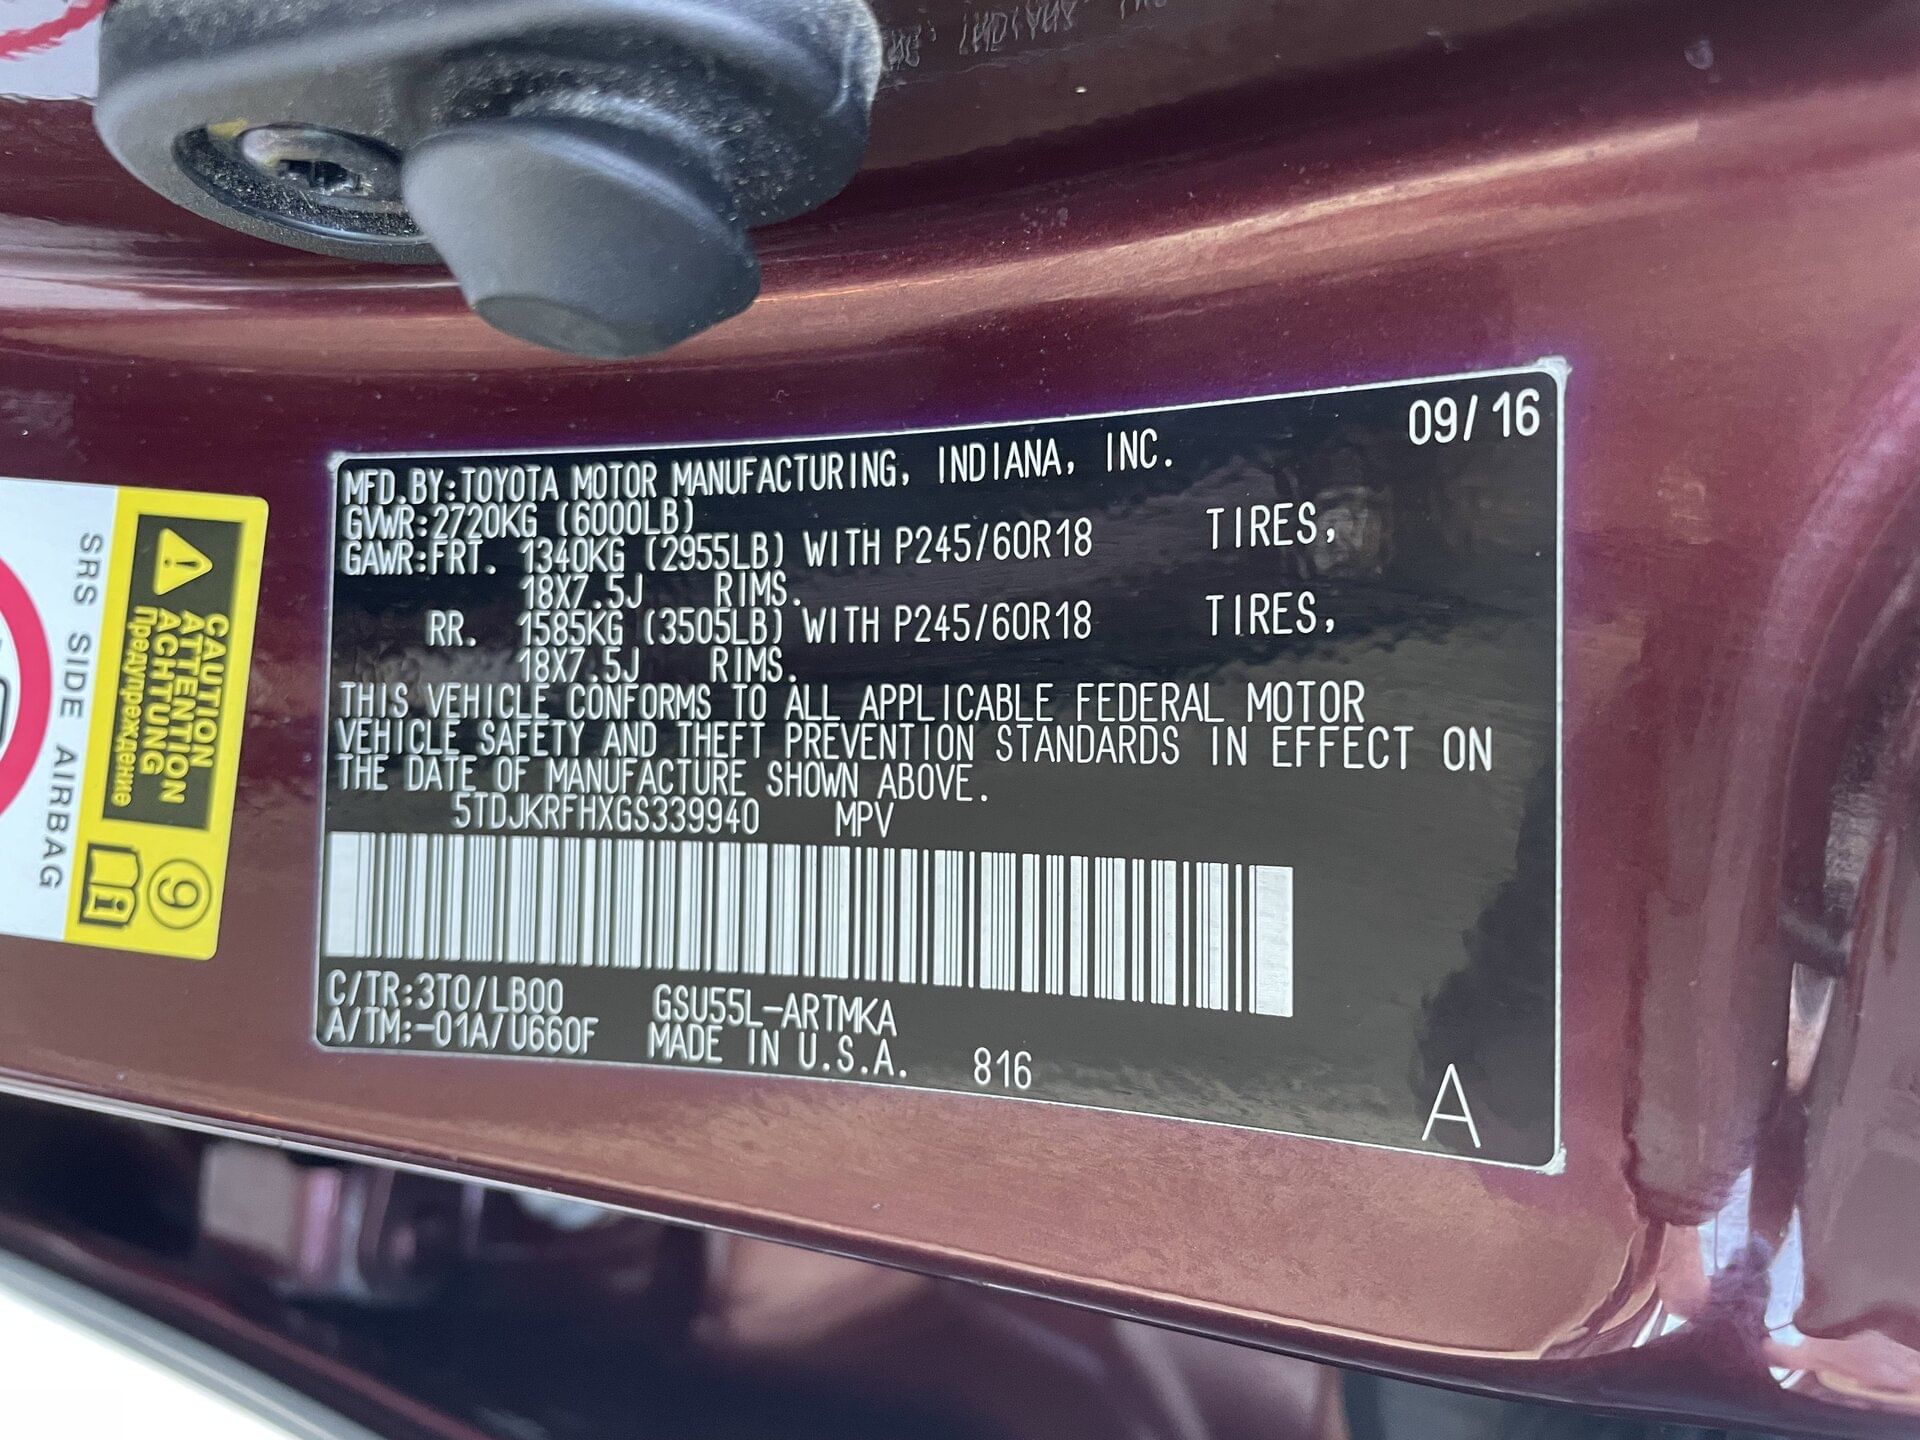 09/16
MFD.BY:TOYOTA MOTOR MANUFACTURING, INDIANA, INC.
GVWR:2720KG (6000LB)
GAWR:FRT. 1340KG (2955LB) WITH P245/60R18 TIRES,
18X7.5J RIMS.
RR. 1585KG (3505LB) WITH P245/60R18 TIRES,
18X7.5J RIMS.
THIS VEHICLE CONFORMS TO ALL APPLICABLE FEDERAL MOTOR
VEHICLE SAFETY AND THEFT PREVENTION STANDARDS IN EFFECT ON
THE DATE OF MANUFACTURE SHOWN ABOVE.
5TDJKRFHXGS339940 MPV
C/TR:3T0/LB00 GSU55L-ARTMKA
A/TM:-01A/U660F MADE IN U.S.A. 816
A
CAUTION
ATTENTION
ACHTUNG
Предупреждение
9
SRS SIDE AIRBAG